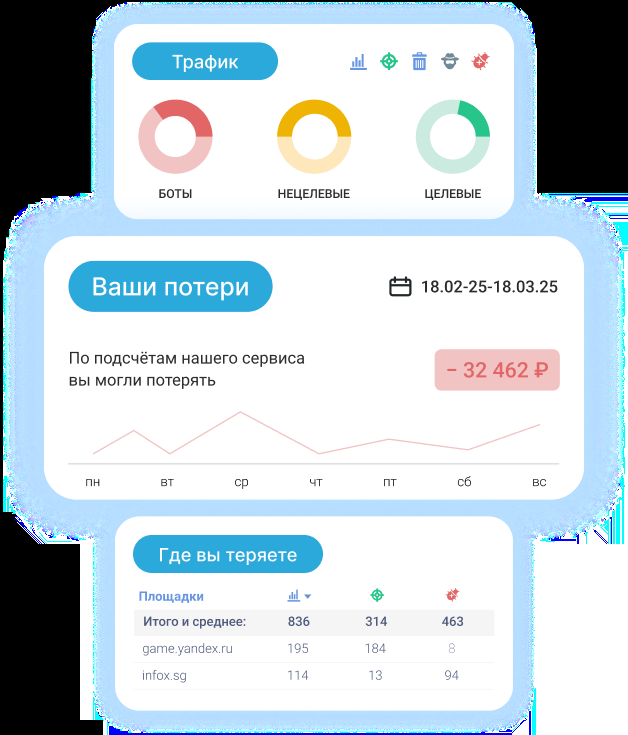 Трафик
БОТЫ НЕЦЕЛЕВЫЕ ЦЕЛЕВЫЕ
Ваши потери 18.02-25-18.03.25
По подсчётам нашего сервиса
вы могли потерять
− 32 462 ₽
пн вт ср чт пт сб вс
Где вы теряете
Площадки
Итого и среднее: 836 314 463
game.yandex.ru 195 184 8
infox.sg 114 13 94